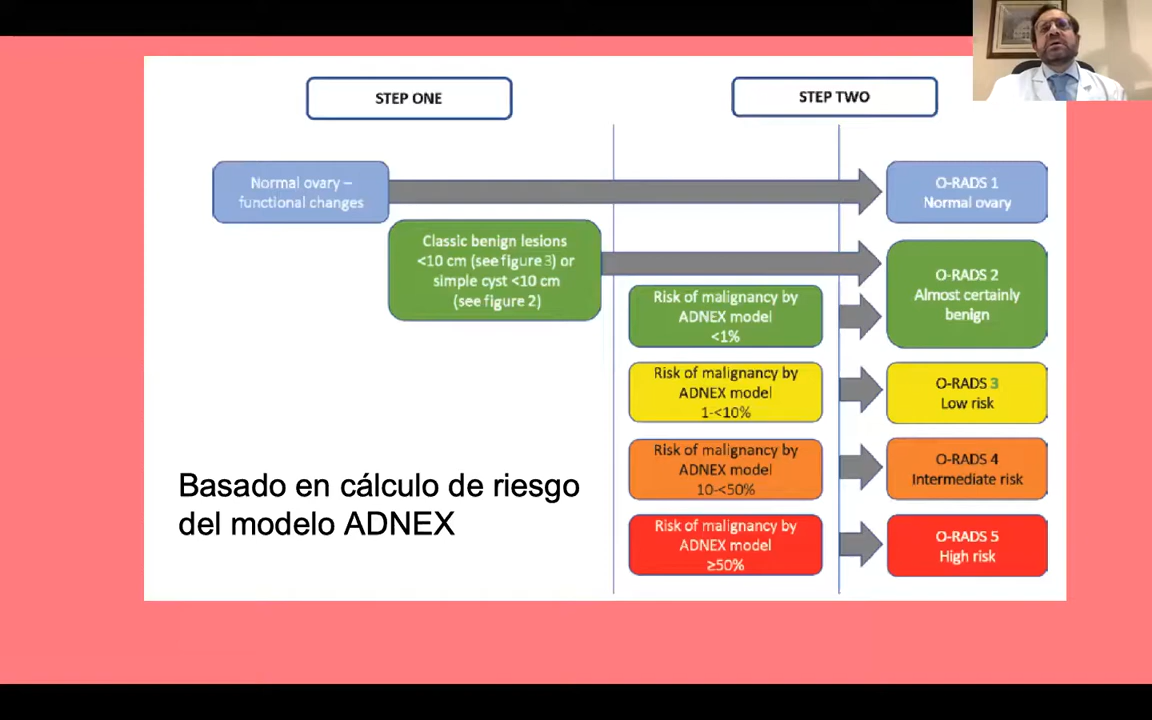 STEP ONE
STEP TWO
Normal ovary –
functional changes
O-RADS 1
Normal ovary
Classic benign lesions
<10 cm (see figure 3) or
simple cyst <10 cm
(see figure 2)
O-RADS 2
Almost certainly
benign
Risk of malignancy by
ADNEX model
<1%
Risk of malignancy by
ADNEX model
1-<10%
O-RADS 3
Low risk
Risk of malignancy by
ADNEX model
10-<50%
O-RADS 4
Intermediate risk
Basado en cálculo de riesgo
del modelo ADNEX
Risk of malignancy by
ADNEX model
≥50%
O-RADS 5
High risk